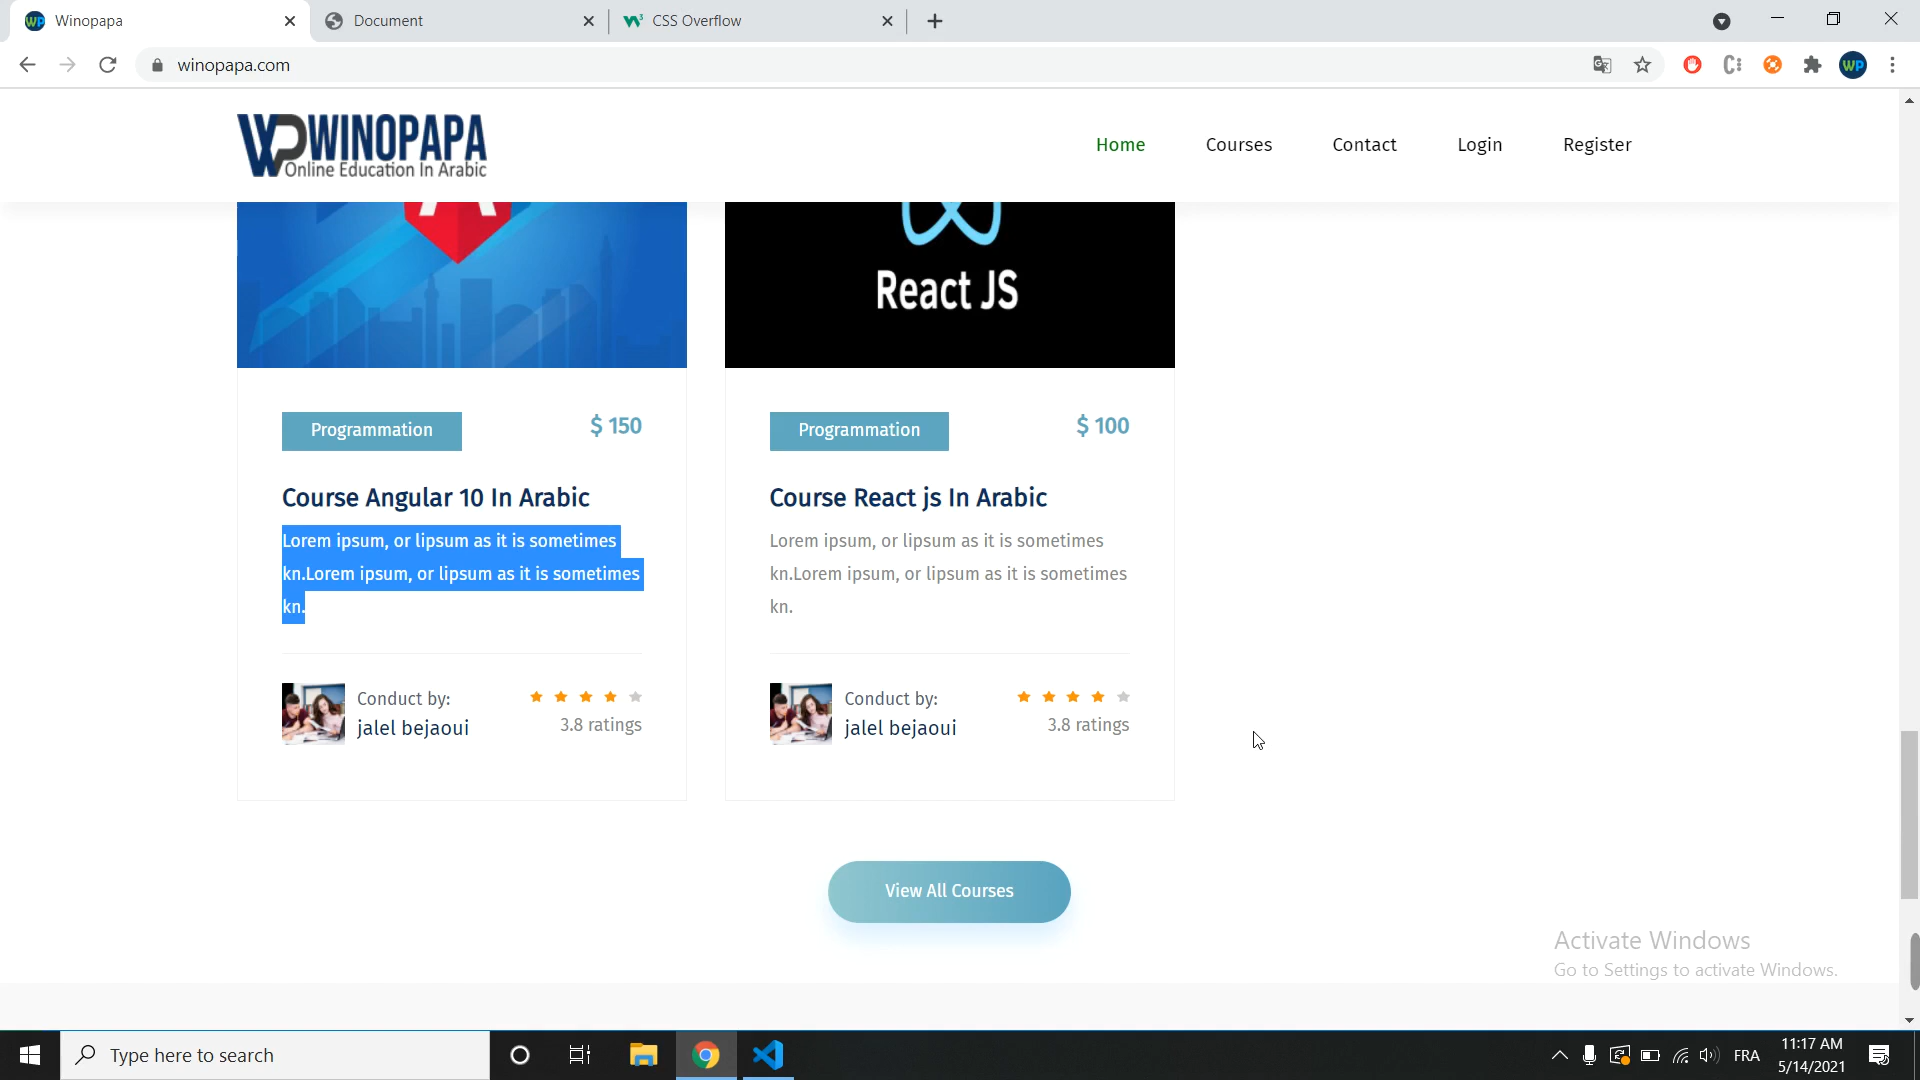 WP Winopapa
Document
CSS Overflow
winopapa.com
WP
WINOPAPA
Online Education In Arabic
Home
Courses
Contact
Login
Register
React JS
Programmation
$ 150
Course Angular 10 In Arabic
Lorem ipsum, or lipsum as it is sometimes
kn.Lorem ipsum, or lipsum as it is sometimes
kn.
Conduct by:
jalel bejaoui
3.8 ratings
Programmation
$ 100
Course React js In Arabic
Lorem ipsum, or lipsum as it is sometimes
kn.Lorem ipsum, or lipsum as it is sometimes
kn.
Conduct by:
jalel bejaoui
3.8 ratings
View All Courses
Activate Windows
Go to Settings to activate Windows.
Type here to search
FRA
11:17 AM
5/14/2021